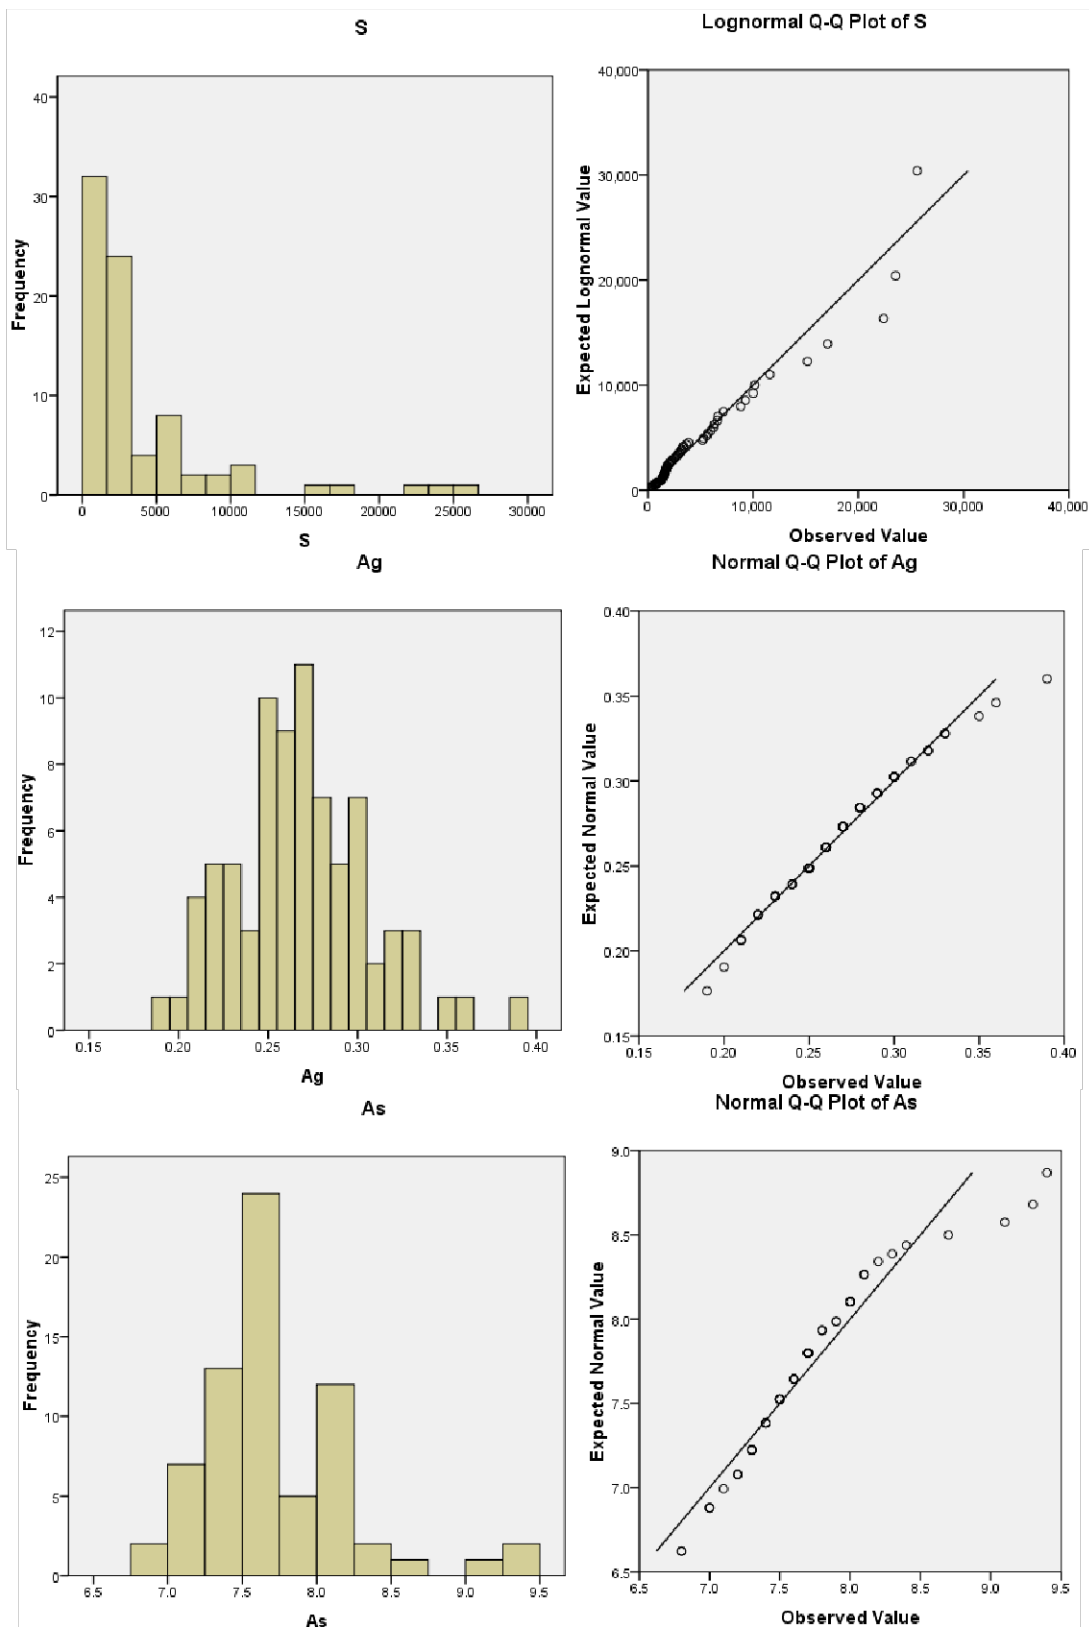 S
Lognormal Q-Q Plot of S
Frequency
40
30
20
10
0
0 5000 10000 15000 20000 25000 30000
S
Expected Lognormal Value
40,000
30,000
20,000
10,000
0
0 10,000 20,000 30,000 40,000
Observed Value
Ag
Normal Q-Q Plot of Ag
Frequency
12
10
8
6
4
2
0
0.15 0.20 0.25 0.30 0.35 0.40
Ag
Expected Normal Value
0.40
0.35
0.30
0.25
0.20
0.15
0.15 0.20 0.25 0.30 0.35 0.40
Observed Value
As
Normal Q-Q Plot of As
Frequency
25
20
15
10
5
0
6.5 7.0 7.5 8.0 8.5 9.0 9.5
As
Expected Normal Value
9.0
8.5
8.0
7.5
7.0
6.5
6.5 7.0 7.5 8.0 8.5 9.0 9.5
Observed Value